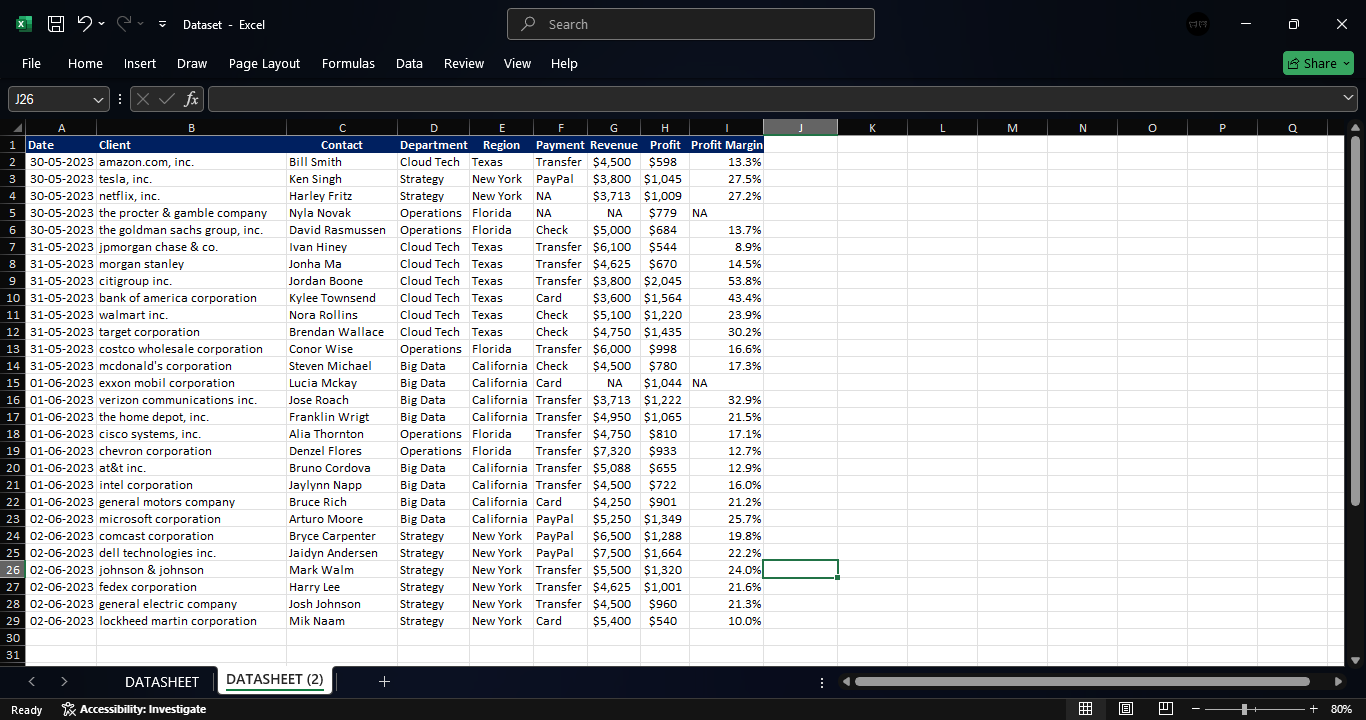 Dataset - Excel
Search
File Home Insert Draw Page Layout Formulas Data Review View Help
Share
J26
fx
A B C D E F G H I J K L M N O P Q
1 Date Client Contact Department Region Payment Revenue Profit Profit Margin
2 30-05-2023 amazon.com, inc. Bill Smith Cloud Tech Texas Transfer $4,500 $598 13.3%
3 30-05-2023 tesla, inc. Ken Singh Strategy New York PayPal $3,800 $1,045 27.5%
4 30-05-2023 netflix, inc. Harley Fritz Strategy New York NA $3,713 $1,009 27.2%
5 30-05-2023 the procter & gamble company Nyla Novak Operations Florida NA NA $779 NA
6 30-05-2023 the goldman sachs group, inc. David Rasmussen Operations Florida Check $5,000 $684 13.7%
7 31-05-2023 jpmorgan chase & co. Ivan Hiney Cloud Tech Texas Transfer $6,100 $544 8.9%
8 31-05-2023 morgan stanley Jonha Ma Cloud Tech Texas Transfer $4,625 $670 14.5%
9 31-05-2023 citigroup inc. Jordan Boone Cloud Tech Texas Transfer $3,800 $2,045 53.8%
10 31-05-2023 bank of america corporation Kylee Townsend Cloud Tech Texas Card $3,600 $1,564 43.4%
11 31-05-2023 walmart inc. Nora Rollins Cloud Tech Texas Check $5,100 $1,220 23.9%
12 31-05-2023 target corporation Brendan Wallace Cloud Tech Texas Check $4,750 $1,435 30.2%
13 31-05-2023 costco wholesale corporation Conor Wise Operations Florida Transfer $6,000 $998 16.6%
14 31-05-2023 mcdonald's corporation Steven Michael Big Data California Check $4,500 $780 17.3%
15 01-06-2023 exxon mobil corporation Lucia Mckay Big Data California Card NA $1,044 NA
16 01-06-2023 verizon communications inc. Jose Roach Big Data California Transfer $3,713 $1,222 32.9%
17 01-06-2023 the home depot, inc. Franklin Wrigt Big Data California Transfer $4,950 $1,065 21.5%
18 01-06-2023 cisco systems, inc. Alia Thornton Operations Florida Transfer $4,750 $810 17.1%
19 01-06-2023 chevron corporation Denzel Flores Operations Florida Transfer $7,320 $933 12.7%
20 01-06-2023 at&t inc. Bruno Cordova Big Data California Transfer $5,088 $655 12.9%
21 01-06-2023 intel corporation Jaylynn Napp Big Data California Transfer $4,500 $722 16.0%
22 01-06-2023 general motors company Bruce Rich Big Data California Card $4,250 $901 21.2%
23 02-06-2023 microsoft corporation Arturo Moore Big Data California PayPal $5,250 $1,349 25.7%
24 02-06-2023 comcast corporation Bryce Carpenter Strategy New York PayPal $6,500 $1,288 19.8%
25 02-06-2023 dell technologies inc. Jaidyn Andersen Strategy New York PayPal $7,500 $1,664 22.2%
26 02-06-2023 johnson & johnson Mark Walm Strategy New York Transfer $5,500 $1,320 24.0%
27 02-06-2023 fedex corporation Harry Lee Strategy New York Transfer $4,625 $1,001 21.6%
28 02-06-2023 general electric company Josh Johnson Strategy New York Transfer $4,500 $960 21.3%
29 02-06-2023 lockheed martin corporation Mik Naam Strategy New York Card $5,400 $540 10.0%
30
31
DATASHEET DATASHEET (2)
Ready Accessibility: Investigate 80%